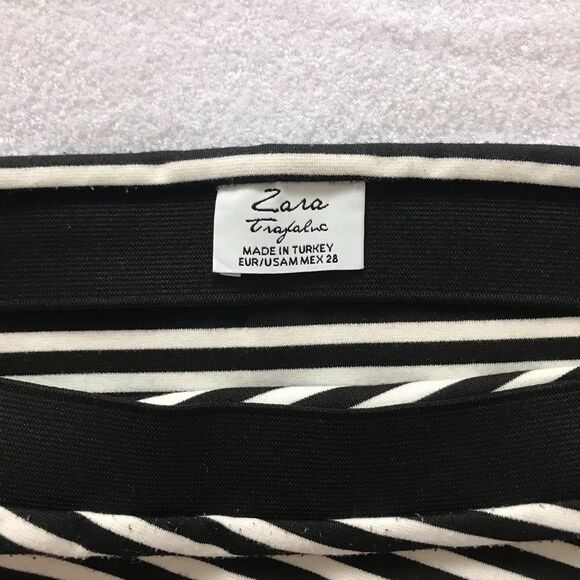 Zara
Trafaluc
MADE IN TURKEY
EUR/USAM MEX 28